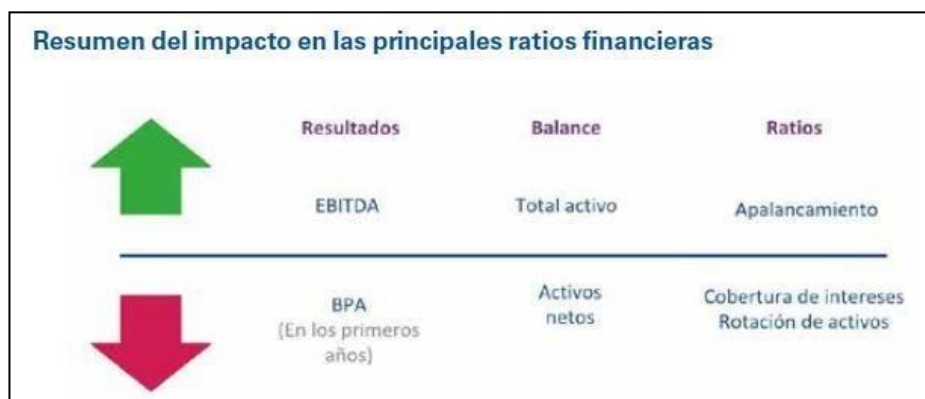 Resumen del impacto en las principales ratios financieras
Resultados Balance Ratios
EBITDA Total activo Apalancamiento
BPA
(En los primeros
años)
Activos
netos
Cobertura de intereses
Rotación de activos